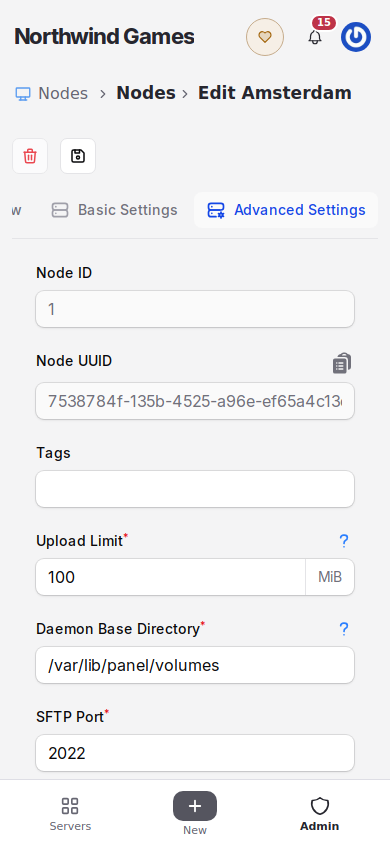 Northwind Games
15
Nodes > Nodes > Edit Amsterdam
w Basic Settings Advanced Settings
Node ID
1
Node UUID
7538784f-135b-4525-a96e-ef65a4c13
Tags
Upload Limit*
?
100 MiB
Daemon Base Directory*
?
/var/lib/panel/volumes
SFTP Port*
2022
Servers New Admin